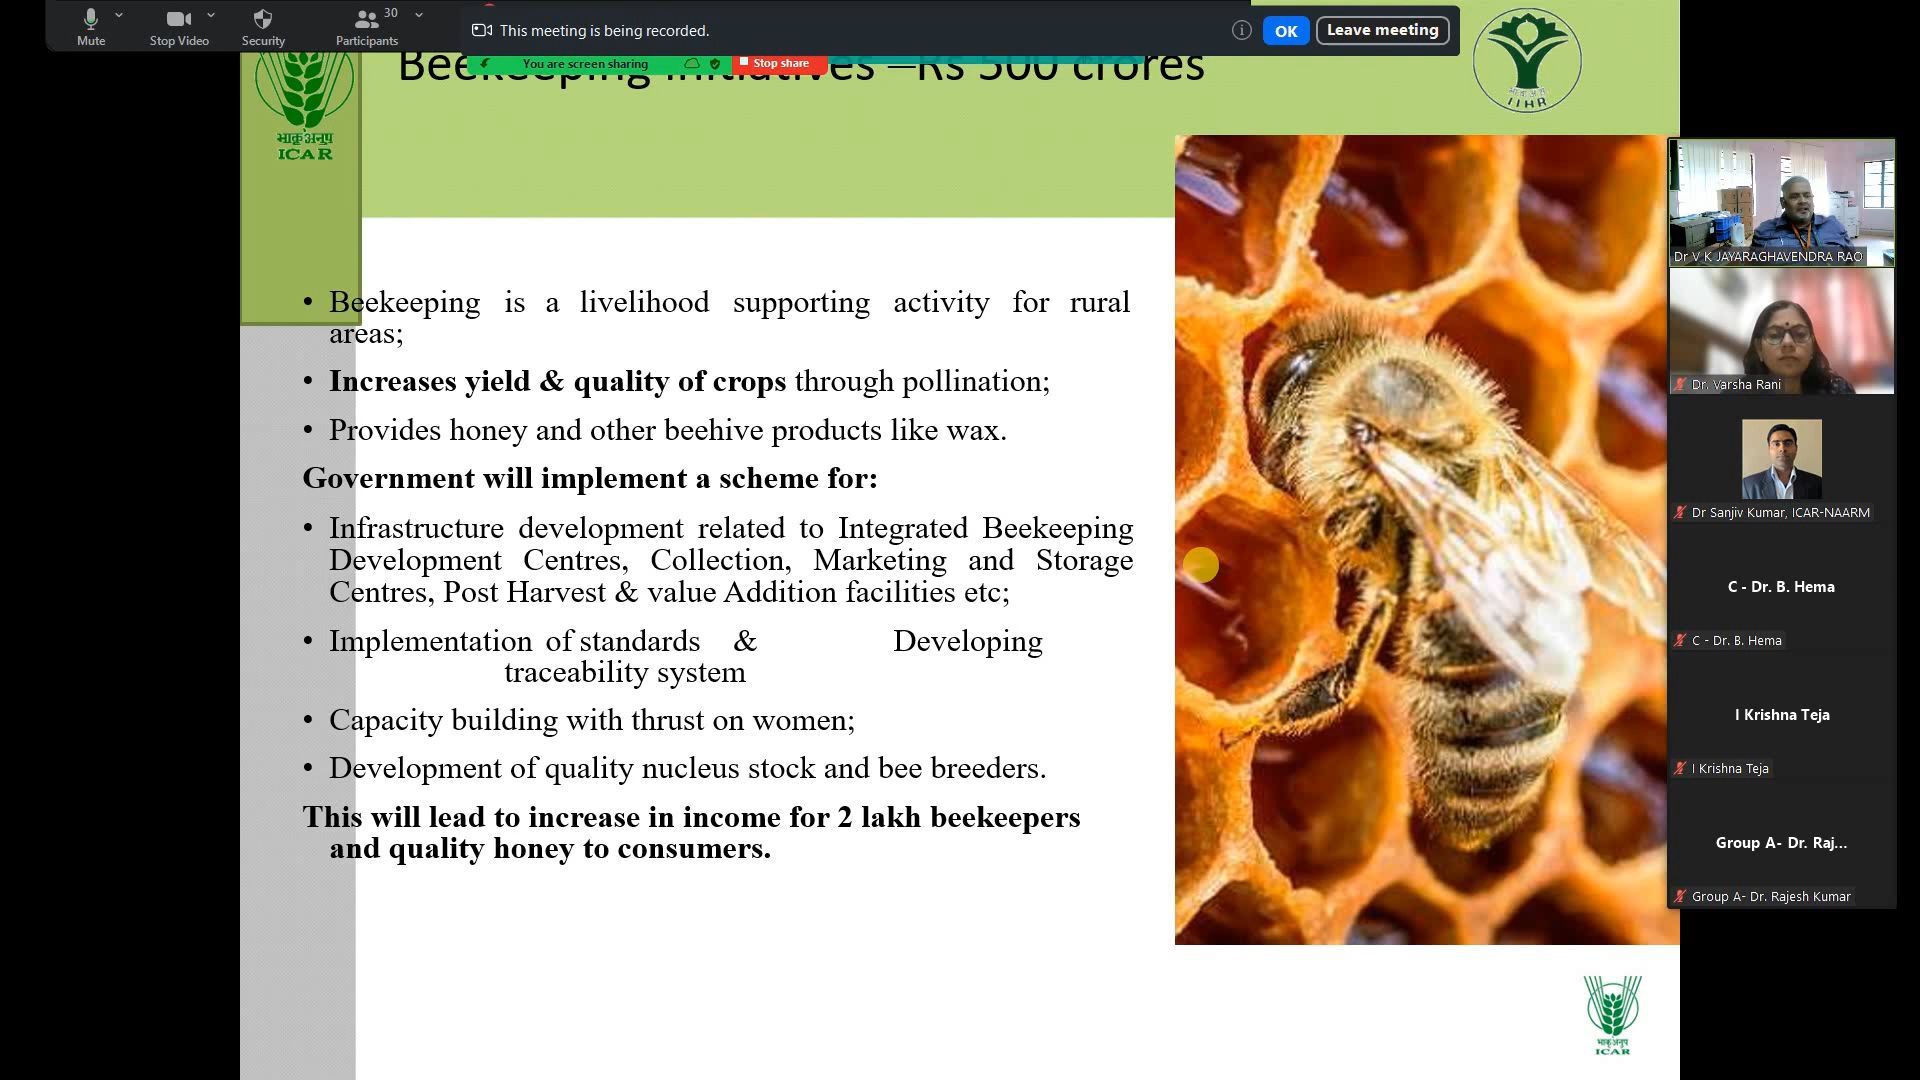 Mute
Stop Video
Security
Participants
30
This meeting is being recorded.
OK
Leave meeting
You are screen sharing
Stop share
Beekeeping Initiatives –Rs 500 crores
भाकृअनुप
ICAR
IIHR
• Beekeeping is a livelihood supporting activity for rural
areas;
• Increases yield & quality of crops through pollination;
• Provides honey and other beehive products like wax.
Government will implement a scheme for:
• Infrastructure development related to Integrated Beekeeping
Development Centres, Collection, Marketing and Storage
Centres, Post Harvest & value Addition facilities etc;
• Implementation of standards & Developing
traceability system
• Capacity building with thrust on women;
• Development of quality nucleus stock and bee breeders.
This will lead to increase in income for 2 lakh beekeepers
and quality honey to consumers.
Dr V K JAYARAGHAVENDRA RAO
Dr. Varsha Rani
Dr Sanjiv Kumar, ICAR-NAARM
C - Dr. B. Hema
C - Dr. B. Hema
I Krishna Teja
I Krishna Teja
Group A- Dr. Raj...
Group A- Dr. Rajesh Kumar
भाकृअनुप
ICAR